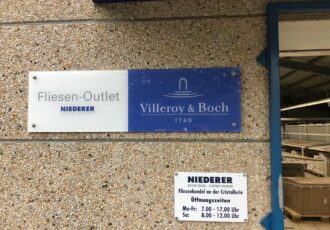 Fliesen-Outlet
NIEDERER
Villeroy & Boch
1748
NIEDERER
Fliesenhandel an der Cristallerie
Öffnungszeiten
Mo-Fr: 7.00 - 17.00 Uhr
Sa: 8.00 - 12.00 Uhr